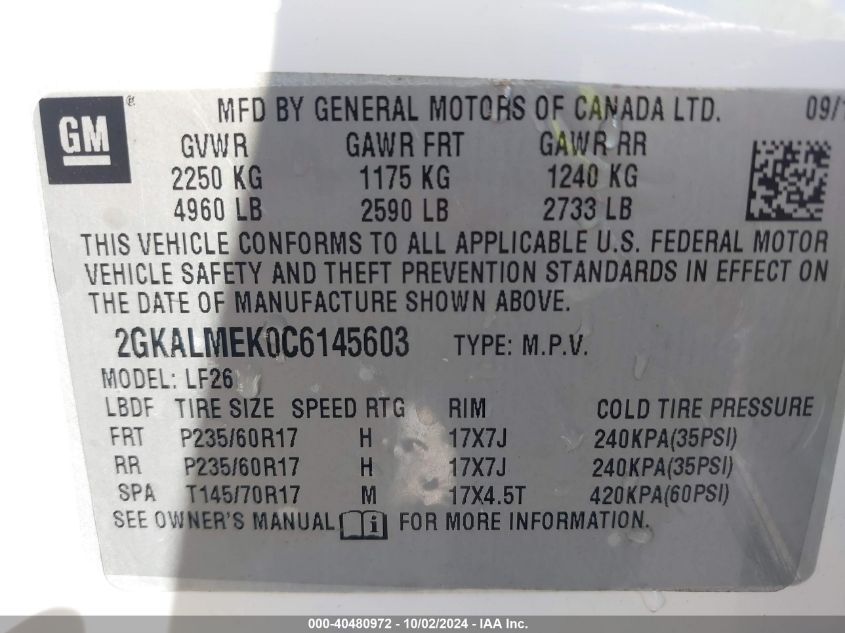 GM ® MFD BY GENERAL MOTORS OF CANADA LTD. 09/1
GVWR GAWR FRT GAWR RR
2250 KG 1175 KG 1240 KG
4960 LB 2590 LB 2733 LB
THIS VEHICLE CONFORMS TO ALL APPLICABLE U.S. FEDERAL MOTOR
VEHICLE SAFETY AND THEFT PREVENTION STANDARDS IN EFFECT ON
THE DATE OF MANUFACTURE SHOWN ABOVE.
2GKALMEK0C6145603 TYPE: M.P.V.
MODEL: LF26
LBDF TIRE SIZE SPEED RTG RIM COLD TIRE PRESSURE
FRT P235/60R17 H 17X7J 240KPA(35PSI)
RR P235/60R17 H 17X7J 240KPA(35PSI)
SPA T145/70R17 M 17X4.5T 420KPA(60PSI)
SEE OWNER'S MANUAL i FOR MORE INFORMATION.
000-40480972 - 10/02/2024 - IAA Inc.